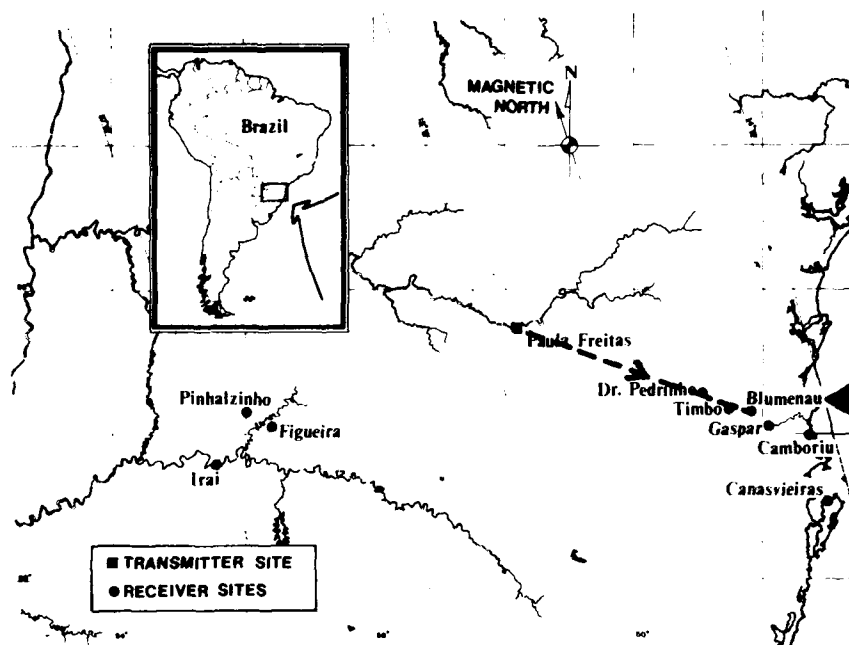 MAGNETIC
NORTH
N
Brazil
Paula Freitas
Dr. Pedrinho
Timbo
Blumenau
Gaspar
Camboriu
Canasvieiras
Pinhalzinho
Figueira
Irai
TRANSMITTER SITE
RECEIVER SITES
50°